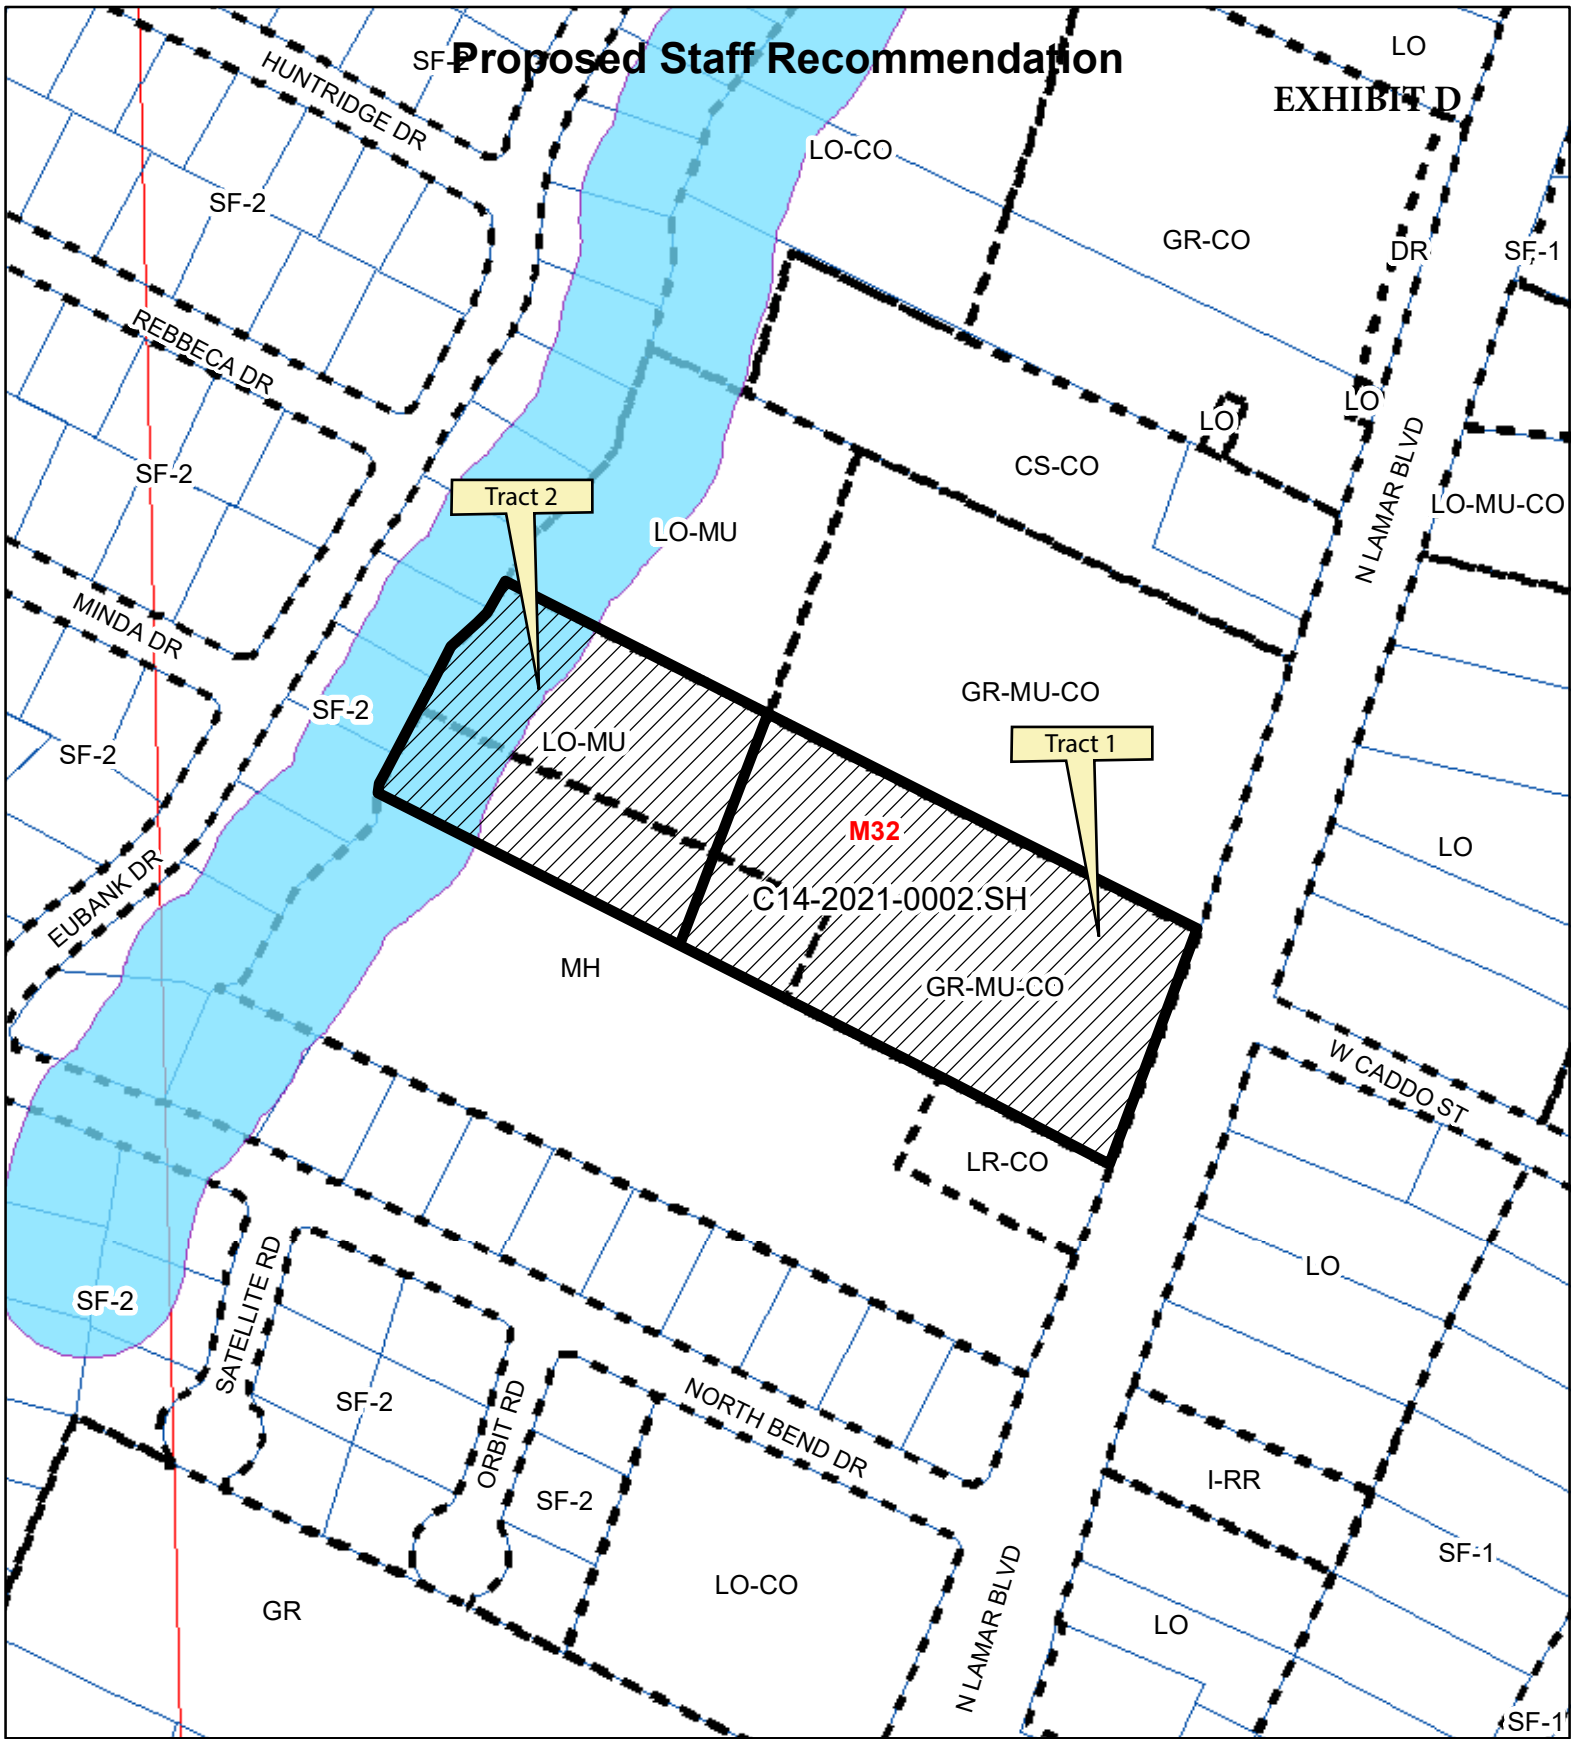 Proposed Staff Recommendation
EXHIBIT D
SF-2
LO
HUNTRIDGE DR
LO-CO
SF-2
GR-CO
DR
SF-1
REBBECA DR
LO
LO
N LAMAR BLVD
SF-2
CS-CO
Tract 2
LO-MU
LO-MU-CO
MINDA DR
SF-2
GR-MU-CO
SF-2
LO-MU
Tract 1
M32
LO
EUBANK DR
C14-2021-0002.SH
MH
GR-MU-CO
W CADDO ST
LR-CO
LO
SF-2
SATELLITE RD
SF-2
ORBIT RD
NORTH BEND DR
SF-2
I-RR
SF-1
LO-CO
GR
N LAMAR BLVD
LO
SF-1